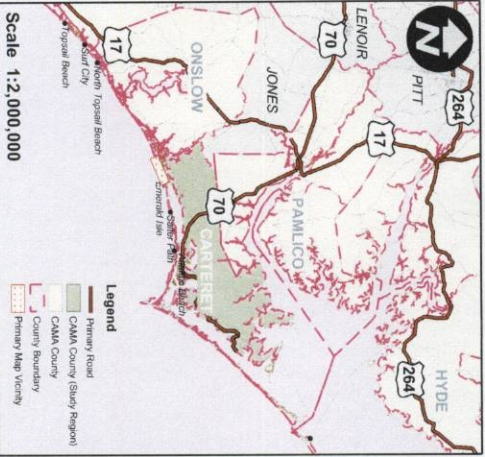 N
264
LENOIR
PITT
70
17
HYDE
264
JONES
PAMLICO
ONSLOW
17
70
CARTERET
Salter Path
Emerald Isle
North Topsail Beach
Surf City
Topsail Beach
Legend
Primary Road
CAMA County (Study Region)
CAMA County
County Boundary
Primary Map Vicinity
Scale 1:2,000,000